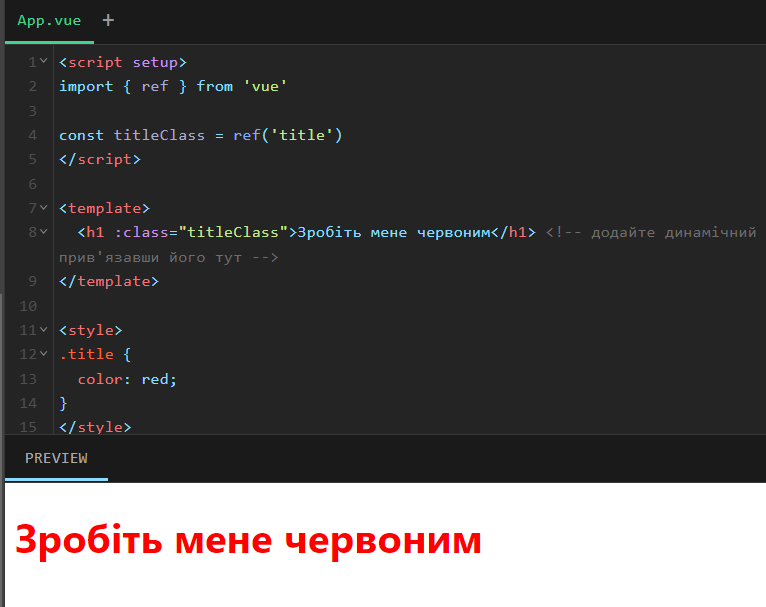 App.vue +
1 <script setup>
2 import { ref } from 'vue'
3
4 const titleClass = ref('title')
5 </script>
6
7 <template>
8 <h1 :class="titleClass">Зробіть мене червоним</h1> <!-- додайте динамічний
прив'язавши його тут -->
9 </template>
10
11 <style>
12 .title {
13 color: red;
14 }
15 </style>
PREVIEW
Зробіть мене червоним